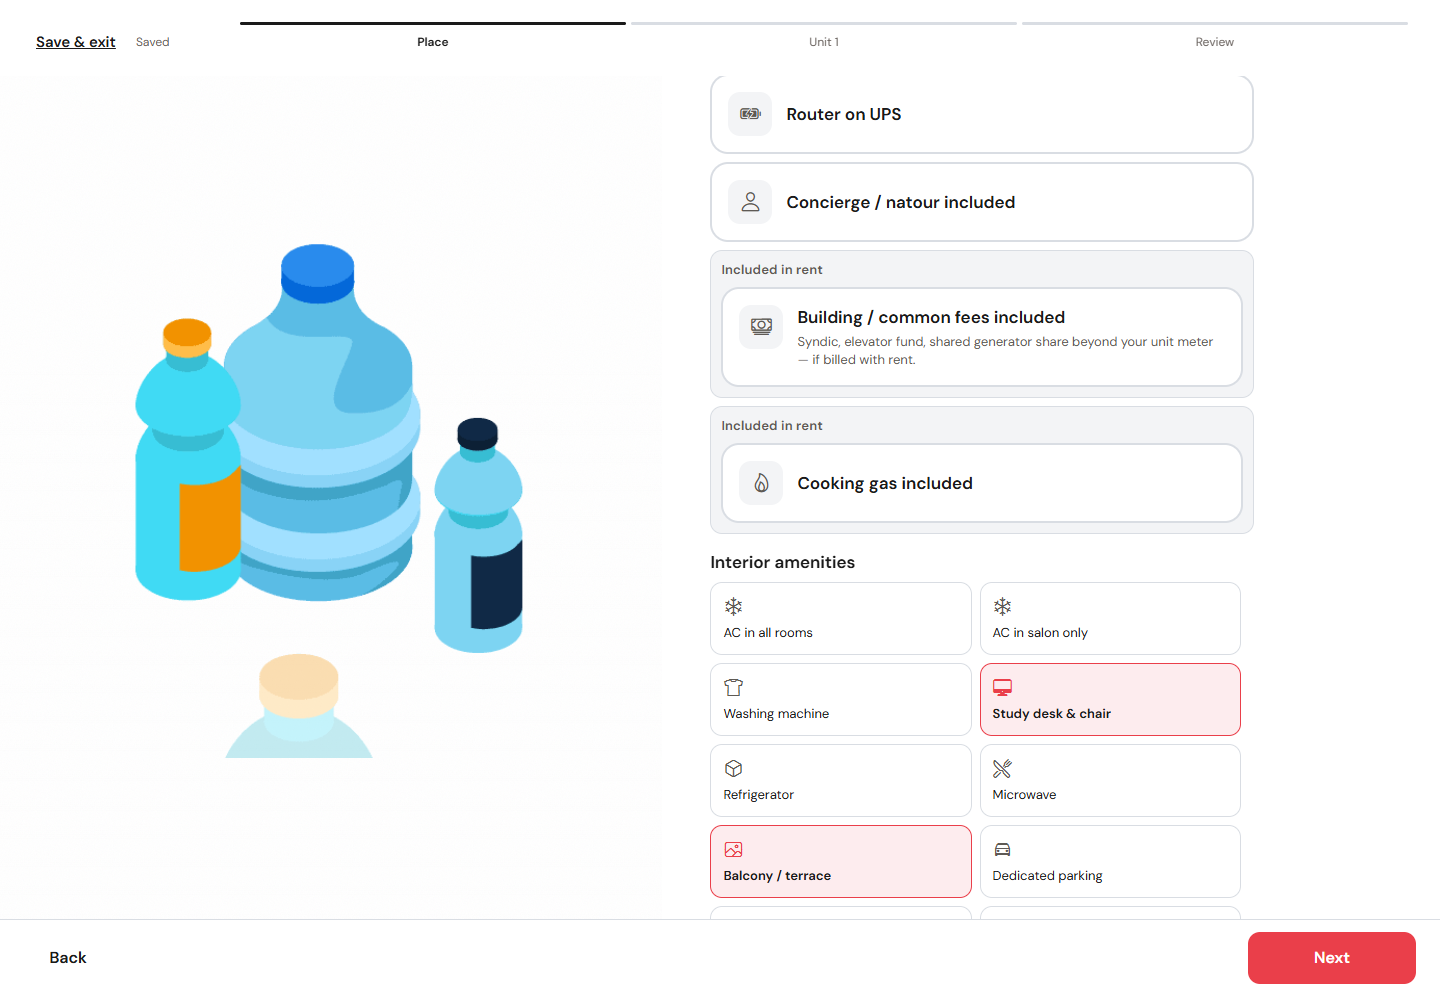 Save & exit
Saved
Place
Unit 1
Review
Router on UPS
Concierge / natour included
Included in rent
Building / common fees included
Syndic, elevator fund, shared generator share beyond your unit meter
— if billed with rent.
Included in rent
Cooking gas included
Interior amenities
AC in all rooms
AC in salon only
Washing machine
Study desk & chair
Refrigerator
Microwave
Balcony / terrace
Dedicated parking
Back
Next